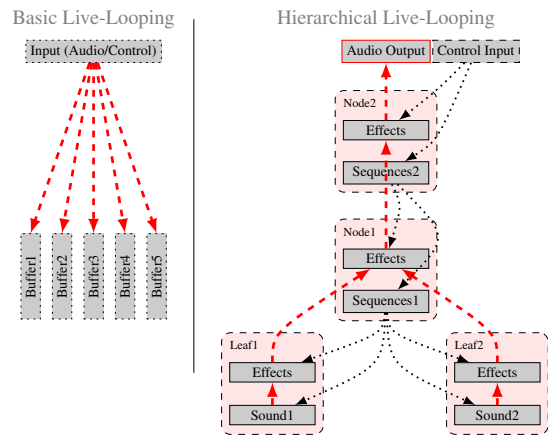 Basic Live-Looping
Input (Audio/Control)
Buffer1
Buffer2
Buffer3
Buffer4
Buffer5
Hierarchical Live-Looping
Audio Output
Control Input
Node2
Effects
Sequences2
Node1
Effects
Sequences1
Leaf1
Effects
Sound1
Leaf2
Effects
Sound2